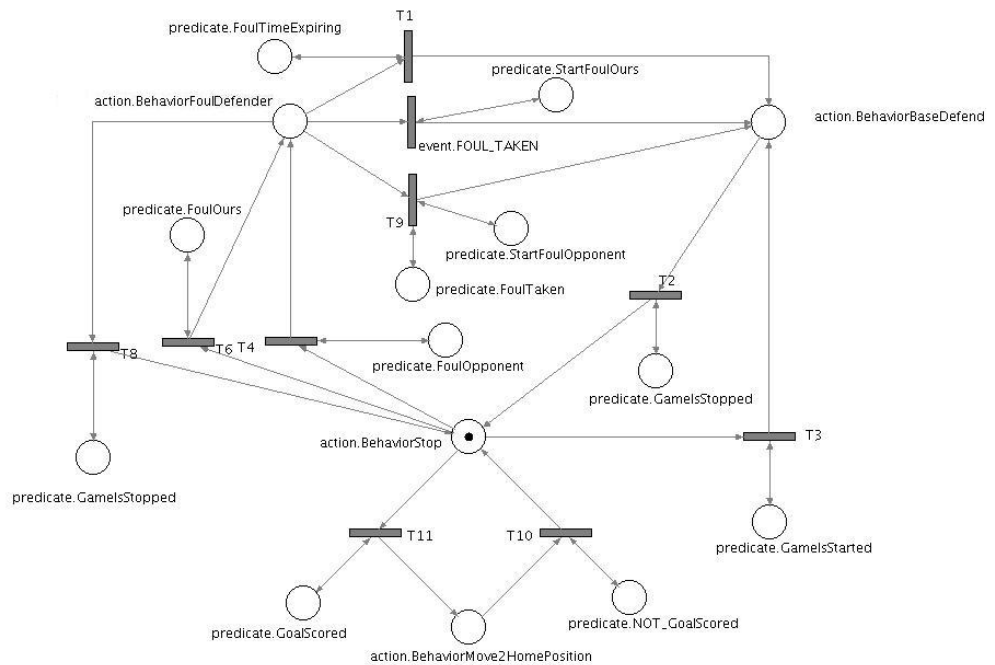 T1
predicate.FoulTimeExpiring
predicate.StartFoulOurs
action.BehaviorFoulDefender
action.BehaviorBaseDefend
event.FOUL_TAKEN
predicate.FoulOurs
T9
predicate.StartFoulOpponent
T2
predicate.FoulTaken
T8
T6
T4
predicate.FoulOpponent
predicate.GameIsStopped
action.BehaviorStop
T3
predicate.GameIsStopped
T11
T10
predicate.GameIsStarted
predicate.GoalScored
predicate.NOT_GoalScored
action.BehaviorMove2HomePosition